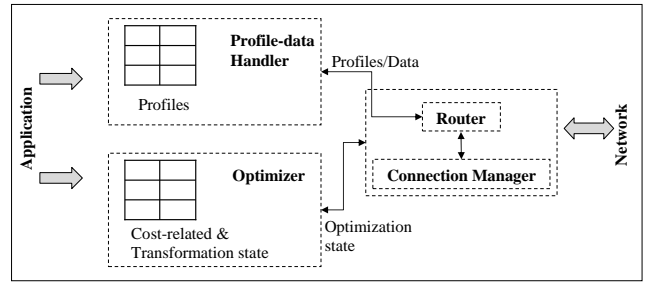 Application
Profile-data
Handler
Profiles
Profiles/Data
Router
Connection Manager
Network
Optimizer
Cost-related &
Transformation state
Optimization
state